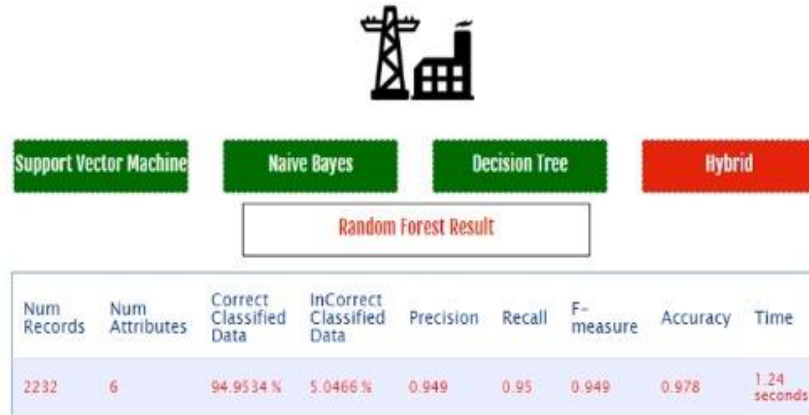 Support Vector Machine
Naive Bayes
Decision Tree
Hybrid
Random Forest Result
Num Records
Num Attributes
Correct Classified Data
InCorrect Classified Data
Precision
Recall
F-measure
Accuracy
Time
2232
6
94.9534 %
5.0466 %
0.949
0.95
0.949
0.978
1.24 seconds